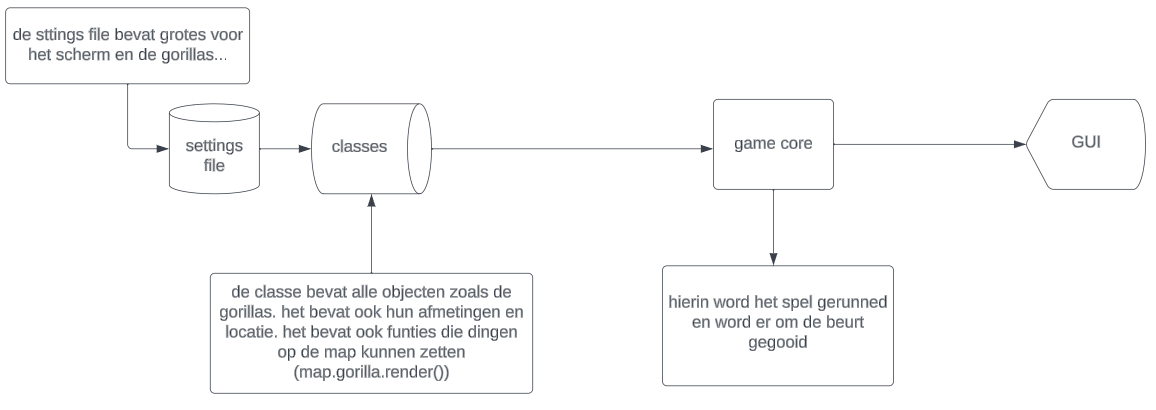 de sttings file bevat grotes voor
het scherm en de gorillas...
settings
file
classes
game core
GUI
de classe bevat alle objecten zoals de
gorillas. het bevat ook hun afmetingen en
locatie. het bevat ook funties die dingen
op de map kunnen zetten
(map.gorilla.render())
hierin word het spel gerunned
en word er om de beurt
gegooid